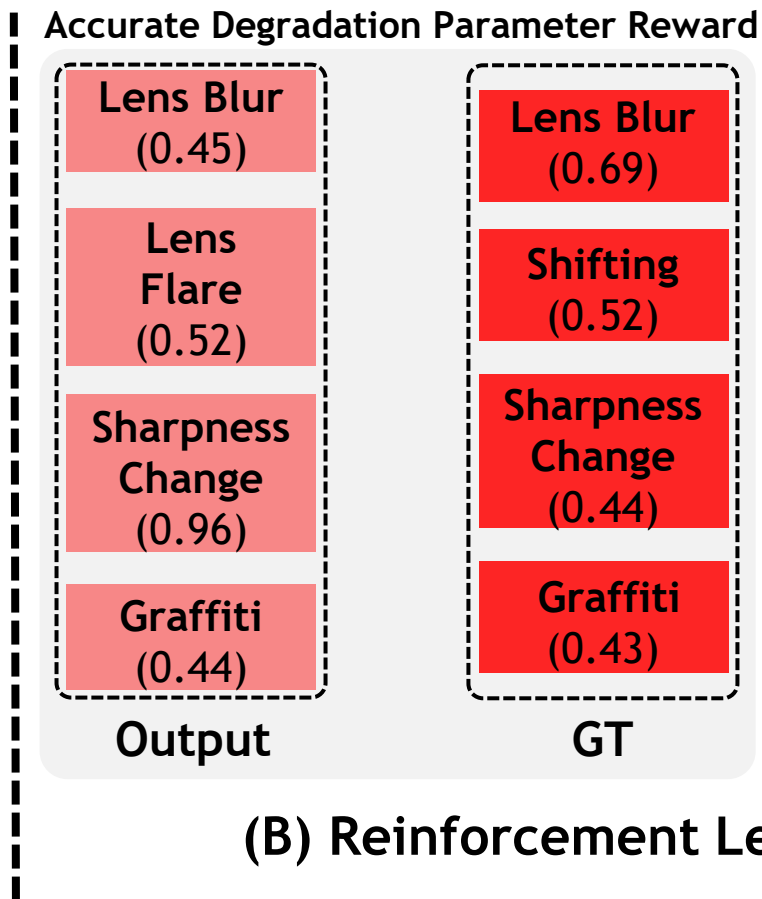 Accurate Degradation Parameter Reward
Lens Blur
(0.45)
Lens
Flare
(0.52)
Sharpness
Change
(0.96)
Graffiti
(0.44)
Output
Lens Blur
(0.69)
Shifting
(0.52)
Sharpness
Change
(0.44)
Graffiti
(0.43)
GT
(B) Reinforcement Le